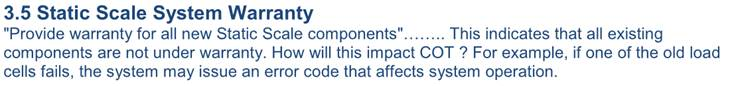 3.5 Static Scale System Warranty
"Provide warranty for all new Static Scale components"…….. This indicates that all existing
components are not under warranty. How will this impact COT ? For example, if one of the old load
cells fails, the system may issue an error code that affects system operation.